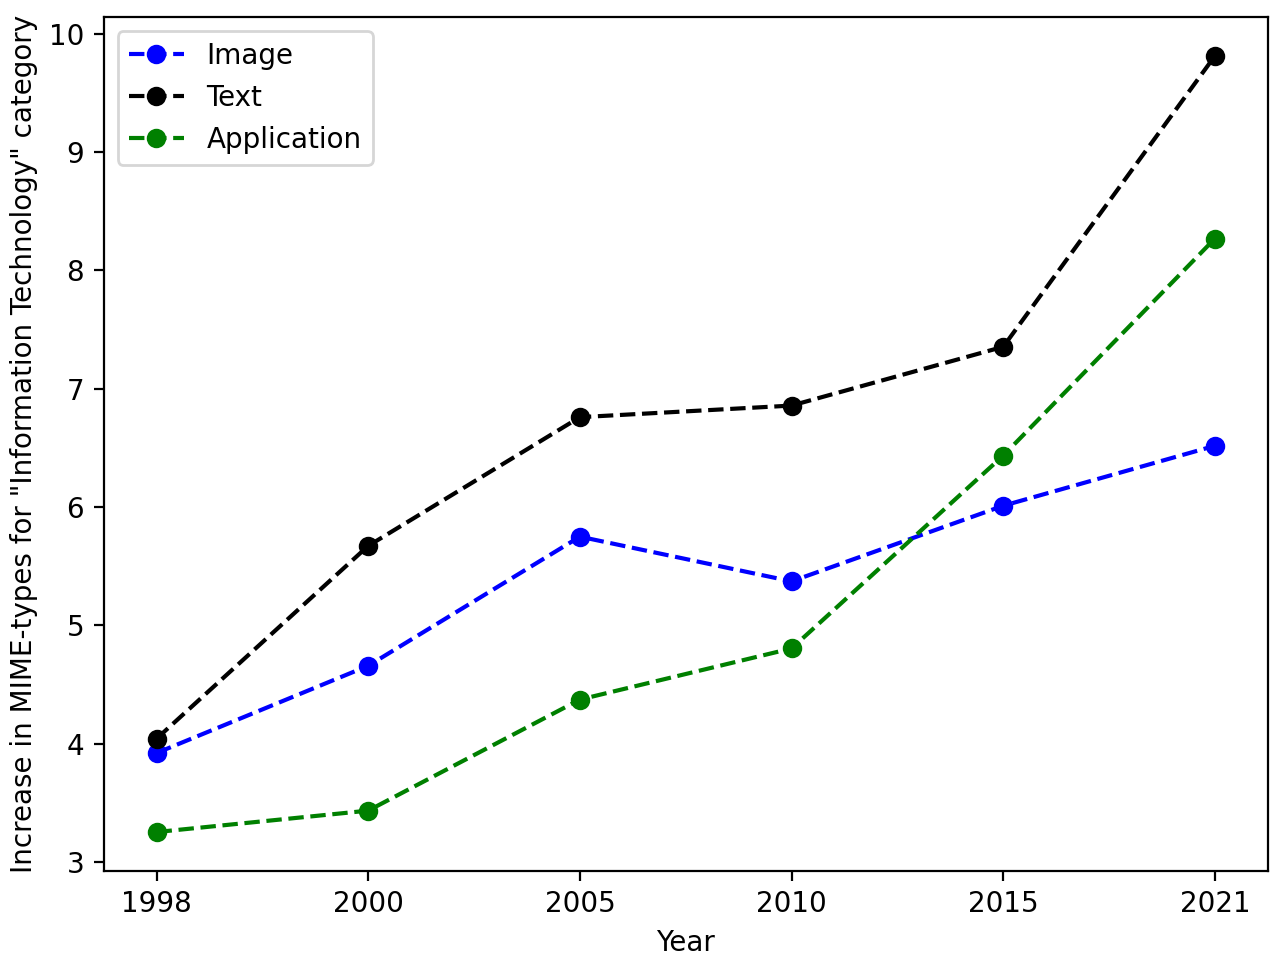 Increase in MIME-types for "Information Technology" category
10
9
8
7
6
5
4
3
Image
Text
Application
1998 2000 2005 2010 2015 2021
Year